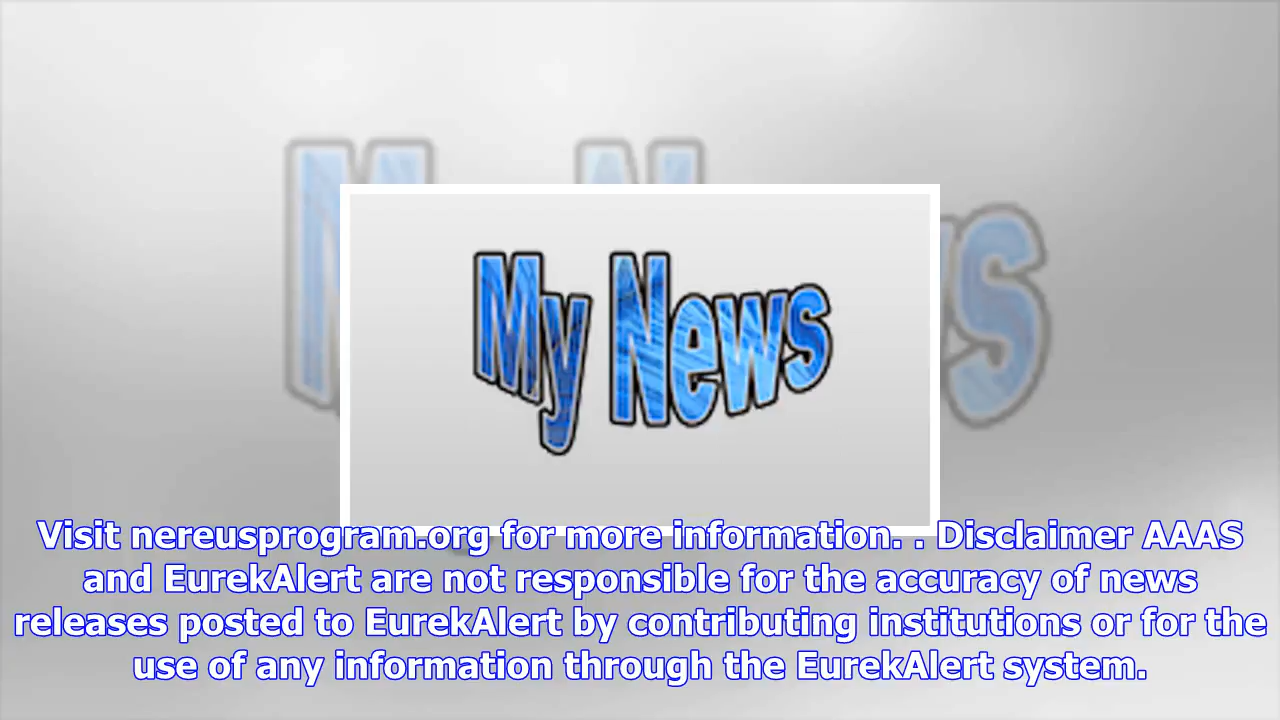 My News
Visit nereusprogram.org for more information. . Disclaimer AAAS
and EurekAlert are not responsible for the accuracy of news
releases posted to EurekAlert by contributing institutions or for the
use of any information through the EurekAlert system.